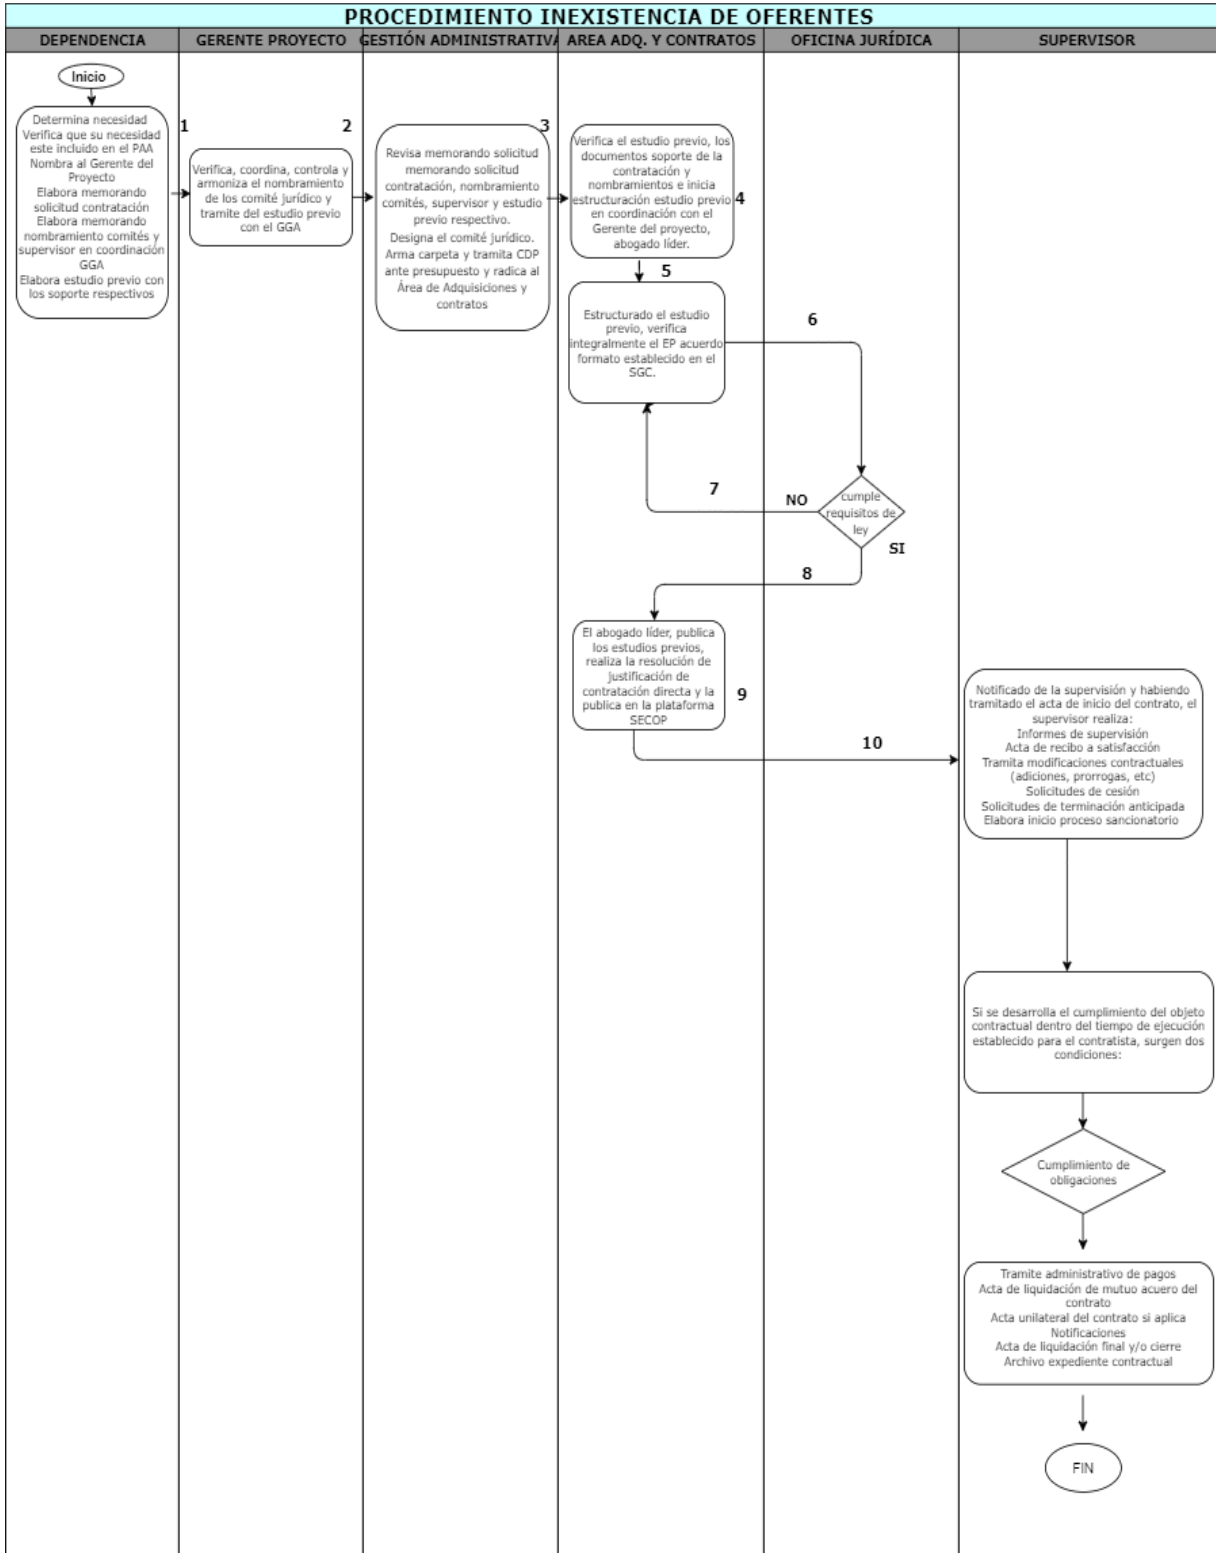 PROCEDIMIENTO INEXISTENCIA DE OFERENTES
DEPENDENCIA
GERENTE PROYECTO
GESTIÓN ADMINISTRATIVA
AREA ADQ. Y CONTRATOS
OFICINA JURÍDICA
SUPERVISOR
Inicio
Determina necesidad
Verifica que su necesidad
este incluido en el PAA
Nombra al Gerente del
Proyecto
Elabora memorando
solicitud contratación
Elabora memorando
nombramiento comités y
supervisor en coordinación
GGA
Elabora estudio previo con
los soporte respectivos
1
Verifica, coordina, controla y
armoniza el nombramiento
de los comité jurídico y
tramite del estudio previo
con el GGA
2
Revisa memorando solicitud
memorando solicitud
contratación, nombramiento
comités, supervisor y estudio
previo respectivo.
Designa el comité jurídico.
Arma carpeta y tramita CDP
ante presupuesto y radica al
Área de Adquisiciones y
contratos
3
Verifica el estudio previo, los
documentos soporte de la
contratación y
nombramientos e inicia
estructuración estudio previo
en coordinación con el
Gerente del proyecto,
abogado líder.
4
5
Estructurado el estudio
previo, verifica
integralmente el EP acuerdo
formato establecido en el
SGC.
6
cumple
requisitos de
ley
NO
7
SI
8
El abogado líder, publica
los estudios previos,
realiza la resolución de
justificación de
contratación directa y la
publica en la plataforma
SECOP
9
10
Notificado de la supervisión y habiendo
tramitado el acta de inicio del contrato, el
supervisor realiza:
Informes de supervisión
Acta de recibo a satisfacción
Tramita modificaciones contractuales
(adiciones, prorrogas, etc)
Solicitudes de cesión
Solicitudes de terminación anticipada
Elabora inicio proceso sancionatorio
Si se desarrolla el cumplimiento del objeto
contractual dentro del tiempo de ejecución
establecido para el contratista, surgen dos
condiciones:
Cumplimiento de
obligaciones
Tramite administrativo de pagos
Acta de liquidación de mutuo acuero del
contrato
Acta unilateral del contrato si aplica
Notificaciones
Acta de liquidación final y/o cierre
Archivo expediente contractual
FIN